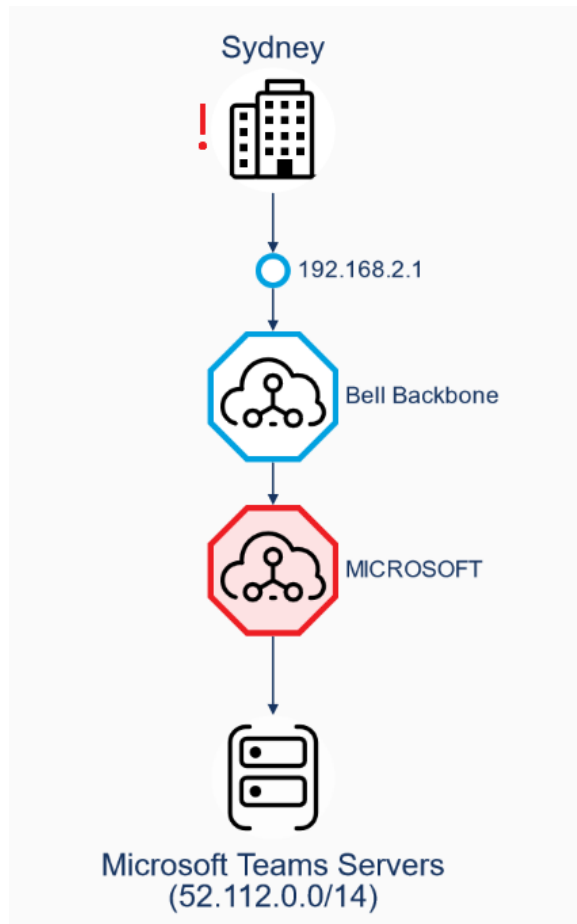 Sydney
!
192.168.2.1
Bell Backbone
MICROSOFT
Microsoft Teams Servers
(52.112.0.0/14)